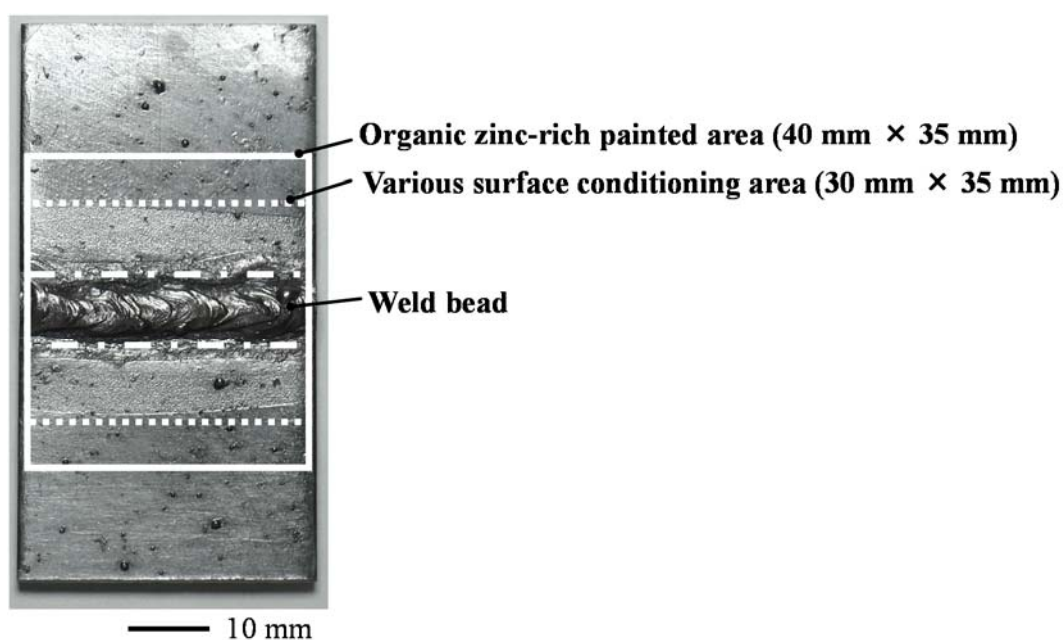 Organic zinc-rich painted area (40 mm × 35 mm)
Various surface conditioning area (30 mm × 35 mm)
Weld bead
10 mm